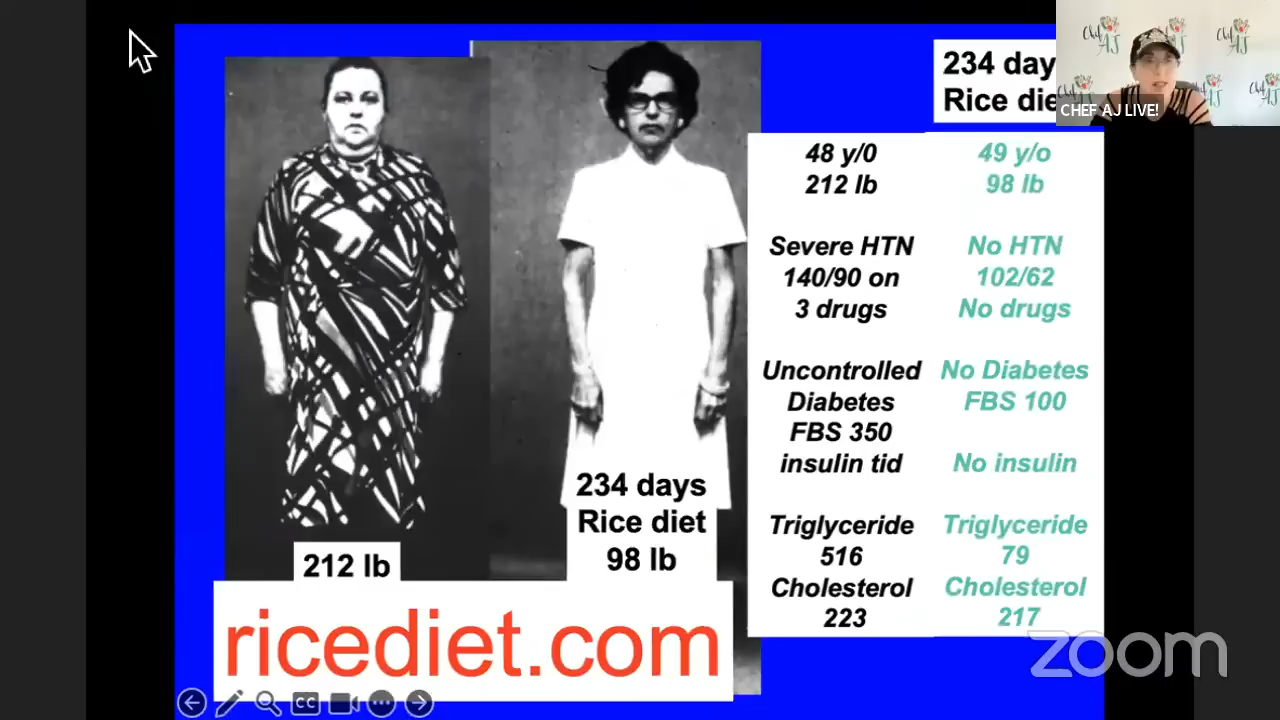 234 day
Rice die
Chef
AJ
CHEF AJ LIVE!
48 y/0
212 lb
49 y/o
98 lb
Severe HTN
140/90 on
3 drugs
No HTN
102/62
No drugs
Uncontrolled
Diabetes
FBS 350
insulin tid
No Diabetes
FBS 100
No insulin
Triglyceride
516
Cholesterol
223
Triglyceride
79
Cholesterol
217
212 lb
234 days
Rice diet
98 lb
ricediet.com
CC
zoom